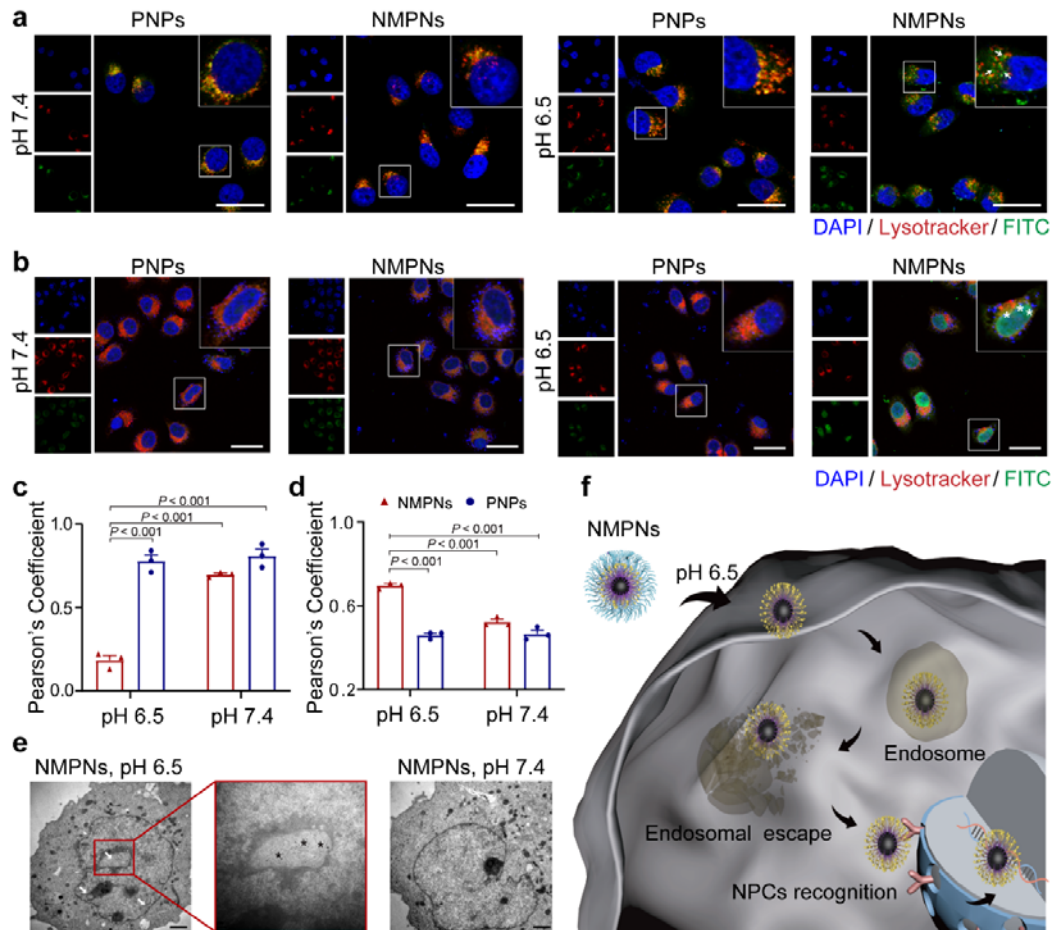 a
PNPs
NMPNs
PNPs
NMPNs
pH 7.4
pH 6.5
DAPI / Lysotracker / FITC
b
PNPs
NMPNs
PNPs
NMPNs
pH 7.4
pH 6.5
DAPI / Lysotracker / FITC
c
P < 0.001
P < 0.001
P < 0.001
Pearson's Coefficeient
1.0
0.5
0.0
pH 6.5
pH 7.4
d
NMPNs
PNPs
P < 0.001
P < 0.001
P < 0.001
Pearson's Coefficeient
1.0
0.6
0.2
pH 6.5
pH 7.4
e
NMPNs, pH 6.5
NMPNs, pH 7.4
f
NMPNs
pH 6.5
Endosome
Endosomal escape
NPCs recognition